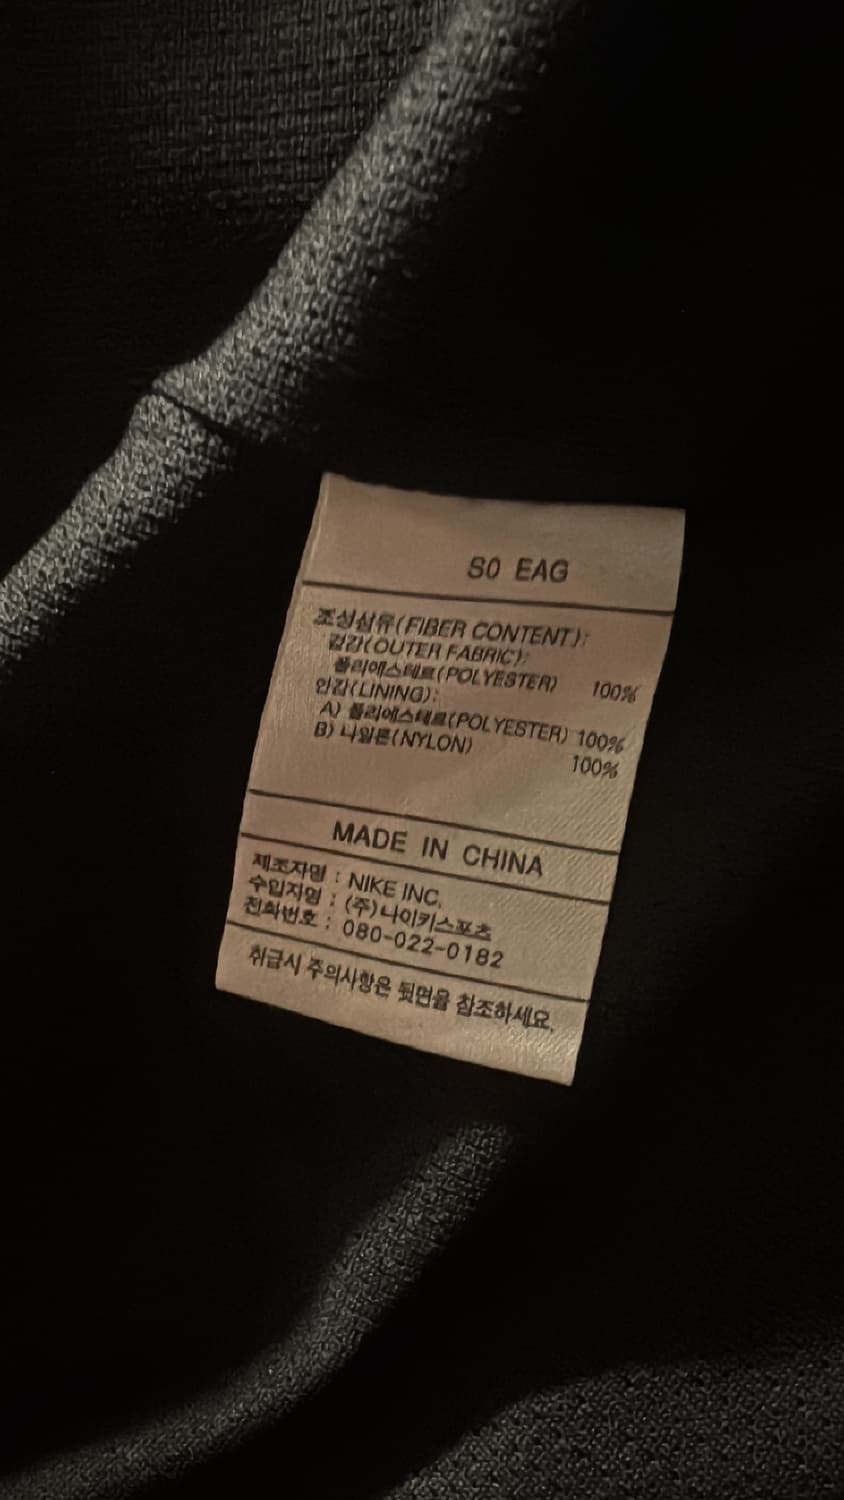 S0 EAG
조성섬유(FIBER CONTENT):
겉감(OUTER FABRIC):
폴리에스테르(POLYESTER) 100%
안감(LINING):
A) 폴리에스테르(POLYESTER) 100%
B) 나일론(NYLON) 100%
MADE IN CHINA
제조자명 : NIKE INC.
수입자명 : (주)나이키스포츠
전화번호 : 080-022-0182
취급시 주의사항은 뒷면을 참조하세요.